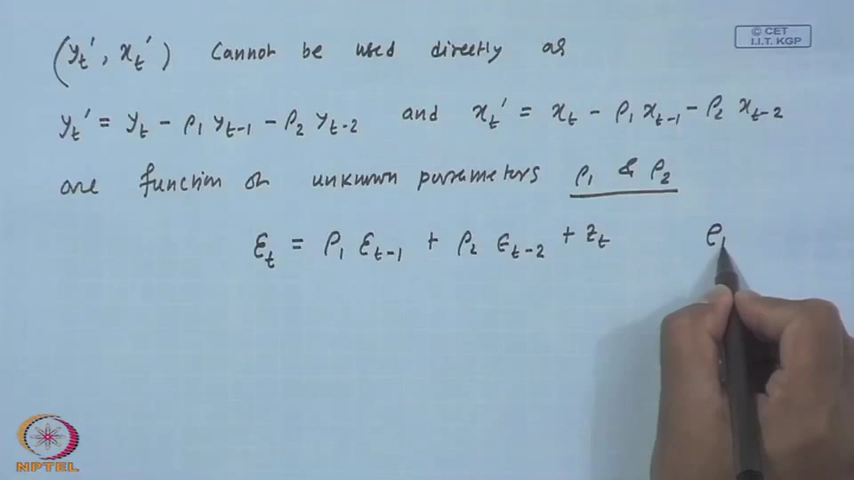 (y_t', x_t') Cannot be used directly as
© CET
I.I.T. KGP
y_t' = y_t - ρ_1 y_{t-1} - ρ_2 y_{t-2} and x_t' = x_t - ρ_1 x_{t-1} - ρ_2 x_{t-2}
are function of unknown parameters ρ_1 & ρ_2
ε_t = ρ_1 ε_{t-1} + ρ_2 ε_{t-2} + z_t ρ_1
NPTEL